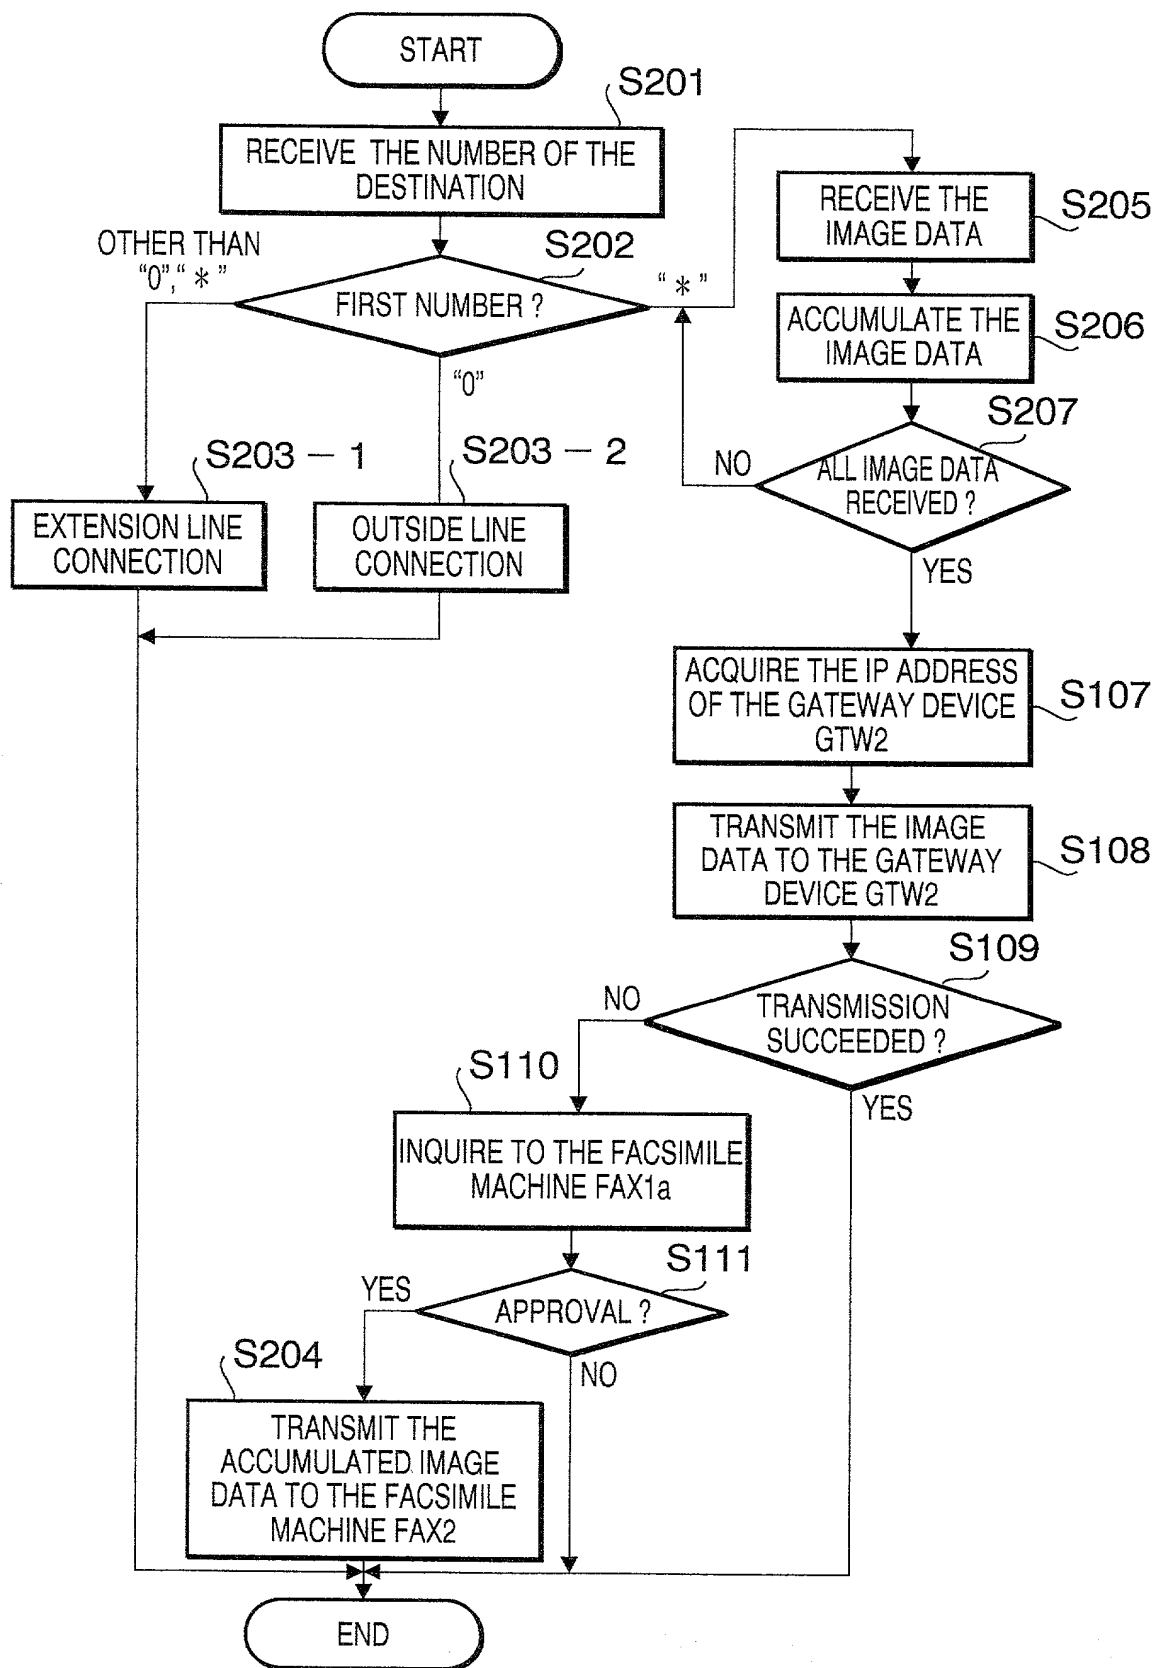 START
S201
RECEIVE THE NUMBER OF THE
DESTINATION
S202
OTHER THAN
"0", "*"
FIRST NUMBER ?
"*"
"0"
S205
RECEIVE THE
IMAGE DATA
S206
ACCUMULATE THE
IMAGE DATA
S207
ALL IMAGE DATA
RECEIVED ?
NO
YES
S203 – 1
EXTENSION LINE
CONNECTION
S203 – 2
OUTSIDE LINE
CONNECTION
S107
ACQUIRE THE IP ADDRESS
OF THE GATEWAY DEVICE
GTW2
S108
TRANSMIT THE IMAGE
DATA TO THE GATEWAY
DEVICE GTW2
S109
TRANSMISSION
SUCCEEDED ?
NO
YES
S110
INQUIRE TO THE FACSIMILE
MACHINE FAX1a
S111
APPROVAL ?
YES
NO
S204
TRANSMIT THE
ACCUMULATED IMAGE
DATA TO THE FACSIMILE
MACHINE FAX2
END